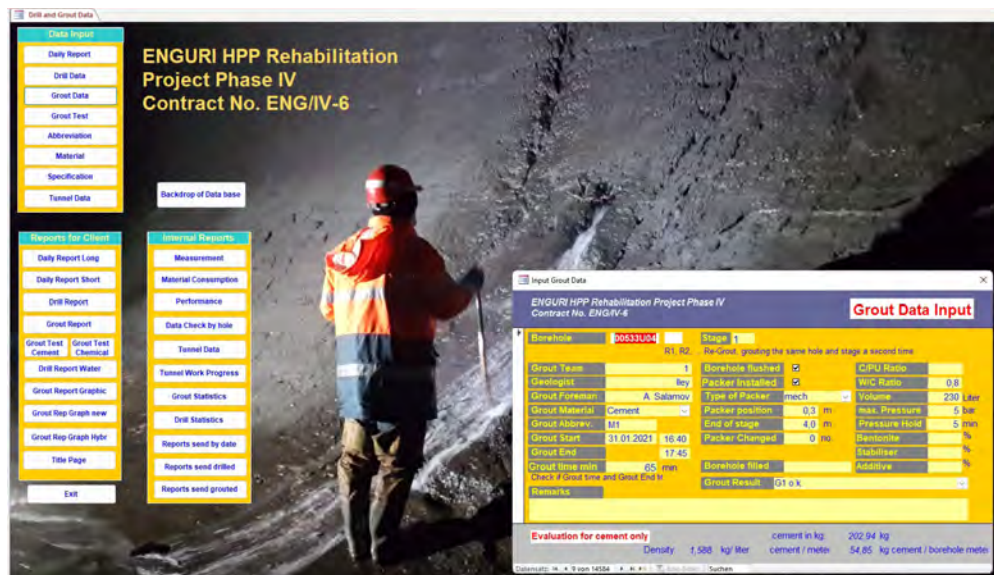 Drill and Grout Data
Data Input
Daily Report
Drill Data
Grout Data
Grout Test
Abbreviation
Material
Specification
Tunnel Data
ENGURI HPP Rehabilitation
Project Phase IV
Contract No. ENG/IV-6
Backdrop of Data base
Reports for Client
Daily Report Long
Daily Report Short
Drill Report
Grout Report
Grout Test Cement
Grout Test Chemical
Drill Report Water
Grout Report Graphic
Grout Rep Graph new
Grout Rep Graph Hybr
Title Page
Exit
Internal Reports
Measurement
Material Consumption
Performance
Data Check by hole
Tunnel Data
Tunnel Work Progress
Grout Statistics
Drill Statistics
Reports send by date
Reports send drilled
Reports send grouted
Input Grout Data
ENGURI HPP Rehabilitation Project Phase IV
Contract No. ENG/IV-6
Grout Data Input
Borehole 00533U04 Stage 1
R1, R2, .. Re-Grout, grouting the same hole and stage a second time
Grout Team 1 Borehole flushed C/PU Ratio
Geologist Iley Packer Installed W/C Ratio 0,8
Grout Foreman A. Salamov Type of Packer mech Volume 230 Liter
Grout Material Cement Packer position 0,3 m max. Pressure 5 bar
Grout Abbrev. M1 End of stage 4,0 m Pressure Hold 5 min
Grout Start 31.01.2021 16:40 Packer Changed 0 no. Bentonite %
Grout End 17:45 Stabiliser %
Grout time min 65 min Borehole filled Additive %
Check if Grout time and Grout End fit
Grout Result G1 o.k.
Remarks
Evaluation for cement only cement in kg 202,94 kg
Density 1,588 kg/ liter cement / meter 54,85 kg cement / borehole meter
Datensatz: 9 von 14584 Suchen